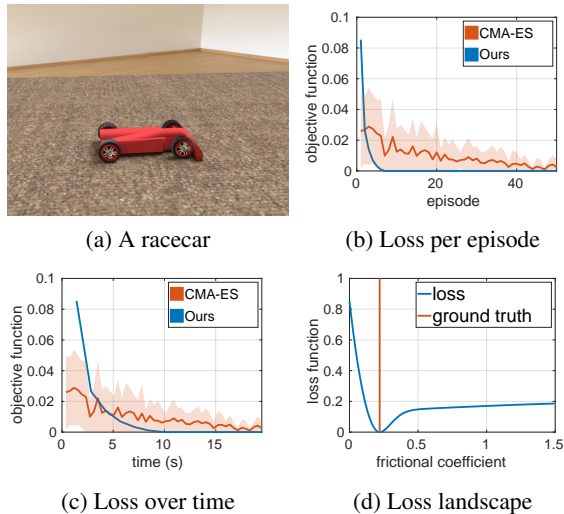 0.1
0.08
0.06
0.04
0.02
0
0
20
40
objective function
episode
CMA-ES
Ours
(a) A racecar
(b) Loss per episode
0.1
0.08
0.06
0.04
0.02
0
0
5
10
15
objective function
time (s)
CMA-ES
Ours
1
0.8
0.6
0.4
0.2
0
0
0.5
1
1.5
loss function
frictional coefficient
loss
ground truth
(c) Loss over time
(d) Loss landscape